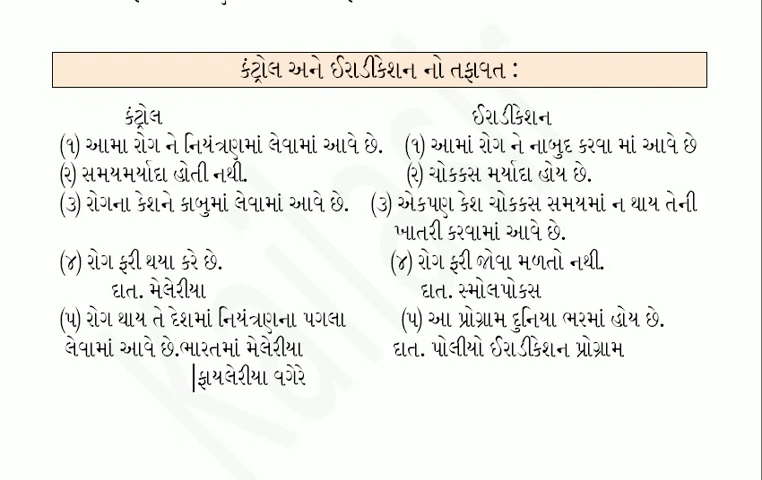 કંટ્રોલ અને ઈરાડીકેશન નો તફાવત :
કંટ્રોલ ઈરાડીકેશન
(૧) આમા રોગ ને નિયંત્રણમાં લેવામાં આવે છે. (૧) આમાં રોગ ને નાબુદ કરવા માં આવે છે
(૨) સમયમર્યાદા હોતી નથી. (૨) ચોકકસ મર્યાદા હોય છે.
(૩) રોગના કેશને કાબુમાં લેવામાં આવે છે. (૩) એકપણ કેશ ચોકકસ સમયમાં ન થાય તેની
ખાતરી કરવામાં આવે છે.
(૪) રોગ ફરી થયા કરે છે. (૪) રોગ ફરી જોવા મળતો નથી.
દાત. મેલેરીયા દાત. સ્મોલપોકસ
(૫) રોગ થાય તે દેશમાં નિયંત્રણના પગલા (૫) આ પ્રોગ્રામ દુનિયા ભરમાં હોય છે.
લેવામાં આવે છે.ભારતમાં મેલેરીયા દાત. પોલીયો ઈરાડીકેશન પ્રોગ્રામ
ફાયલેરીયા વગેરે